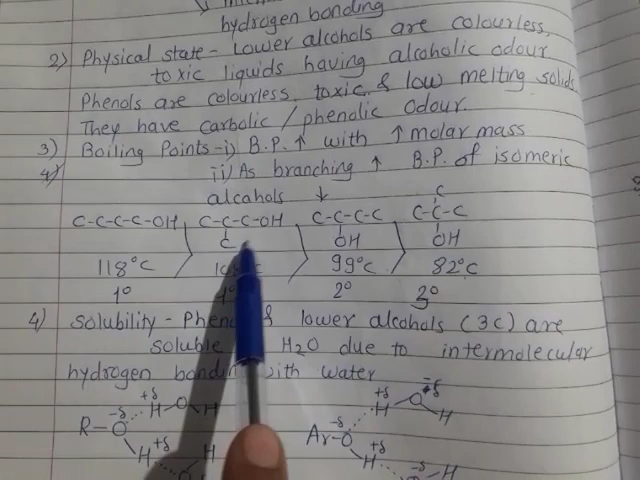 hydrogen bonding
2) Physical state - Lower alcohols are colourless,
toxic liquids having alcoholic odour
Phenols are colourless, toxic & low melting solids.
They have carbolic / phenolic odour.
3) Boiling Points - i) B.P. ↑ with ↑ molar mass
4) ii) As branching ↑ B.P. of isomeric
alcohols ↓
C
C-C-C-C-OH > C-C-C-OH > C-C-C-C > C-C-C
C OH OH
118°C 99°C 82°C
1° 2° 3°
4) Solubility - & lower alcohols (3C) are
soluble H2O due to intermolecular
hydrogen with water
+δ -δ
-δ H-O-H H-O
R-O Ar-O -δ H
H +δ H +δ
H -δ H